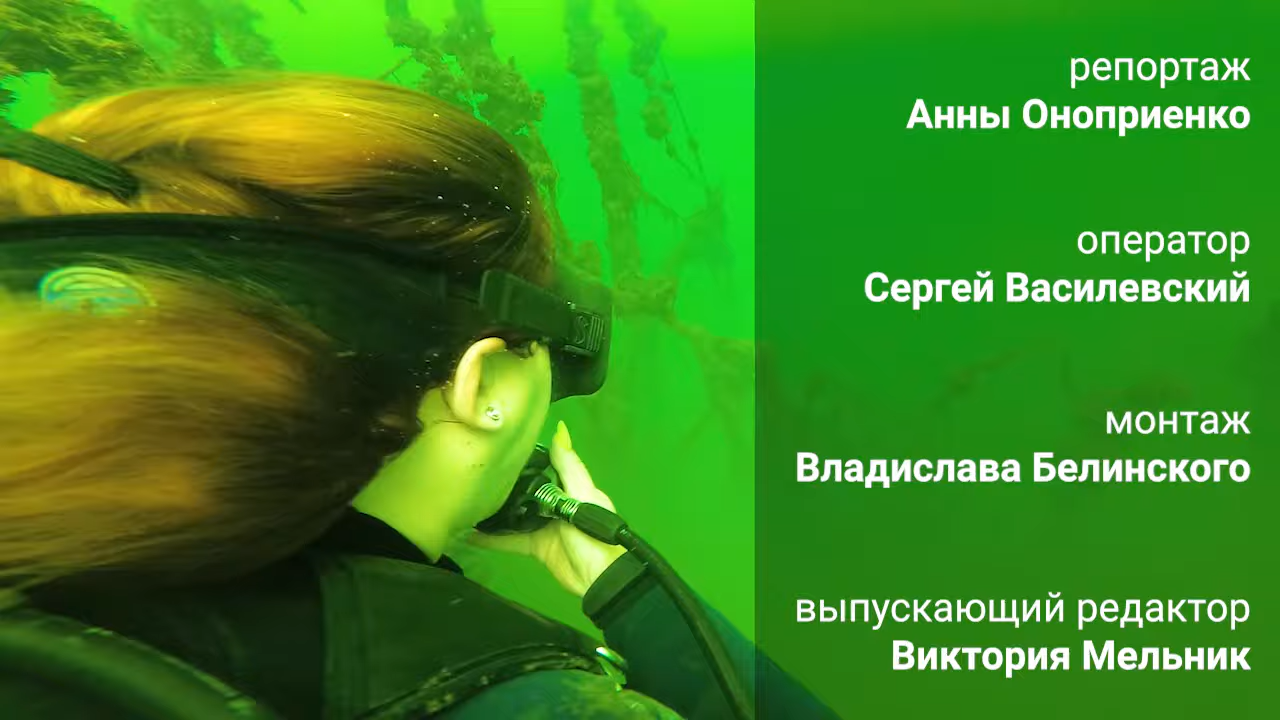 репортаж
Анны Оноприенко
оператор
Сергей Василевский
монтаж
Владислава Белинского
выпускающий редактор
Виктория Мельник